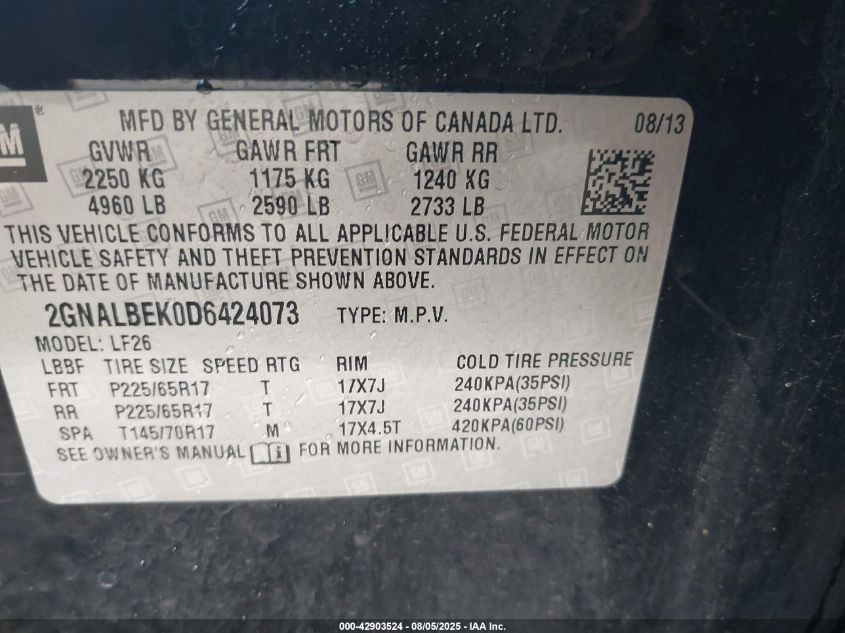 GM ®
MFD BY GENERAL MOTORS OF CANADA LTD. 08/13
GVWR GAWR FRT GAWR RR
2250 KG 1175 KG 1240 KG
4960 LB 2590 LB 2733 LB
THIS VEHICLE CONFORMS TO ALL APPLICABLE U.S. FEDERAL MOTOR
VEHICLE SAFETY AND THEFT PREVENTION STANDARDS IN EFFECT ON
THE DATE OF MANUFACTURE SHOWN ABOVE.
2GNALBEK0D6424073 TYPE: M.P.V.
MODEL: LF26
LBBF TIRE SIZE SPEED RTG RIM COLD TIRE PRESSURE
FRT P225/65R17 T 17X7J 240KPA(35PSI)
RR P225/65R17 T 17X7J 240KPA(35PSI)
SPA T145/70R17 M 17X4.5T 420KPA(60PSI)
SEE OWNER'S MANUAL FOR MORE INFORMATION.
000-42903524 - 08/05/2025 - IAA Inc.